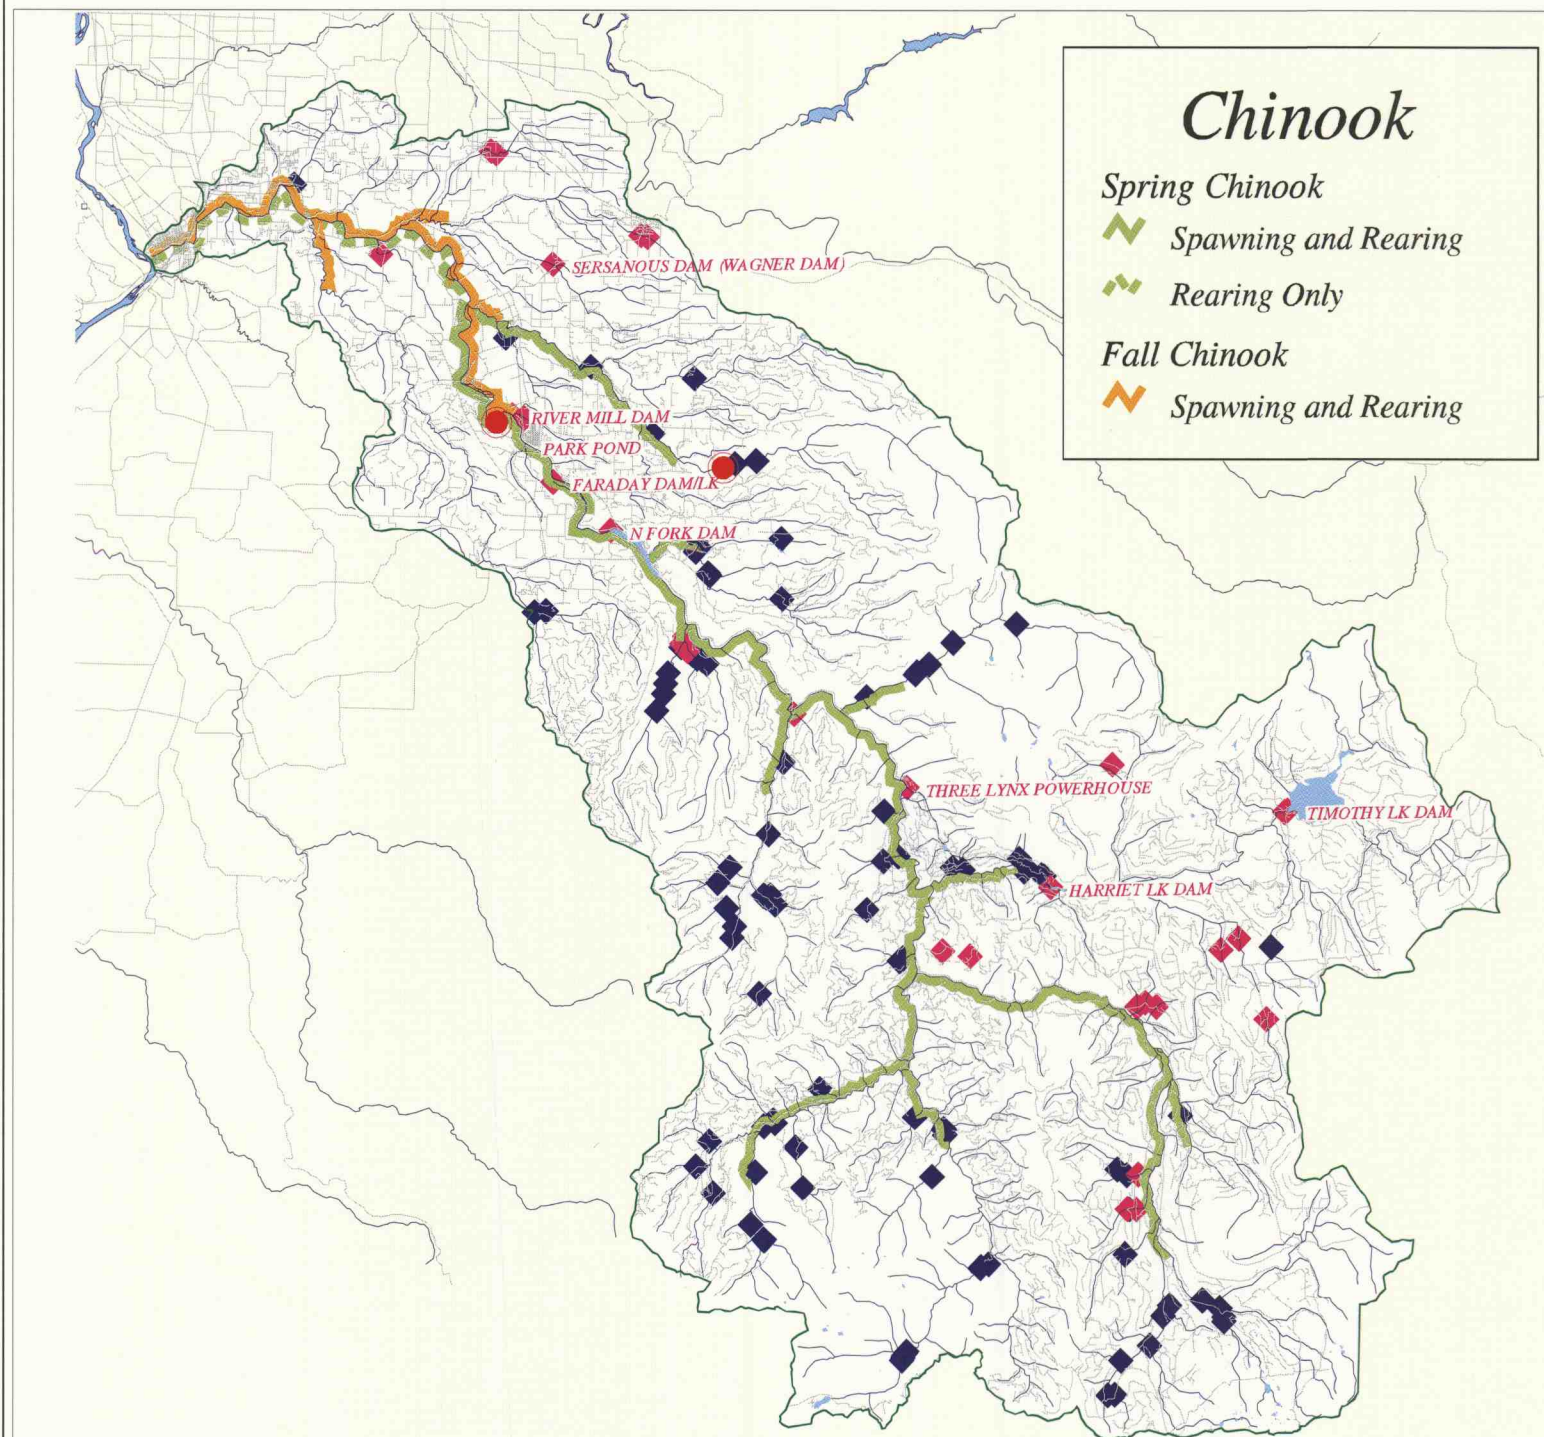 Chinook
Spring Chinook
Spawning and Rearing
Rearing Only
Fall Chinook
Spawning and Rearing
SERSANOUS DAM (WAGNER DAM)
RIVER MILL DAM
PARK POND
FARADAY DAM/LK
N FORK DAM
THREE LYNX POWERHOUSE
TIMOTHY LK DAM
HARRIET LK DAM